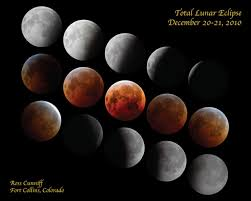 Total Lunar Eclipse
December 20-21, 2010
Ross Cunniff
Fort Collins, Colorado